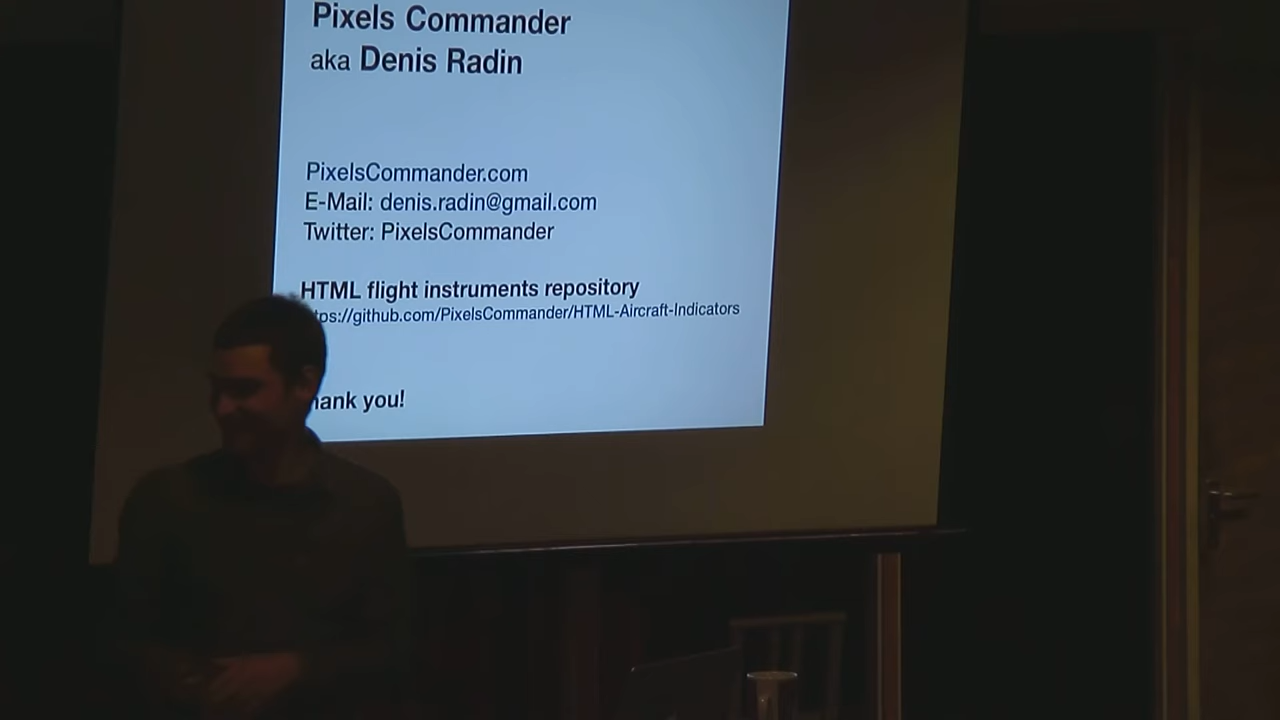 Pixels Commander
aka Denis Radin
PixelsCommander.com
E-Mail: denis.radin@gmail.com
Twitter: PixelsCommander
HTML flight instruments repository
tps://github.com/PixelsCommander/HTML-Aircraft-Indicators
hank you!